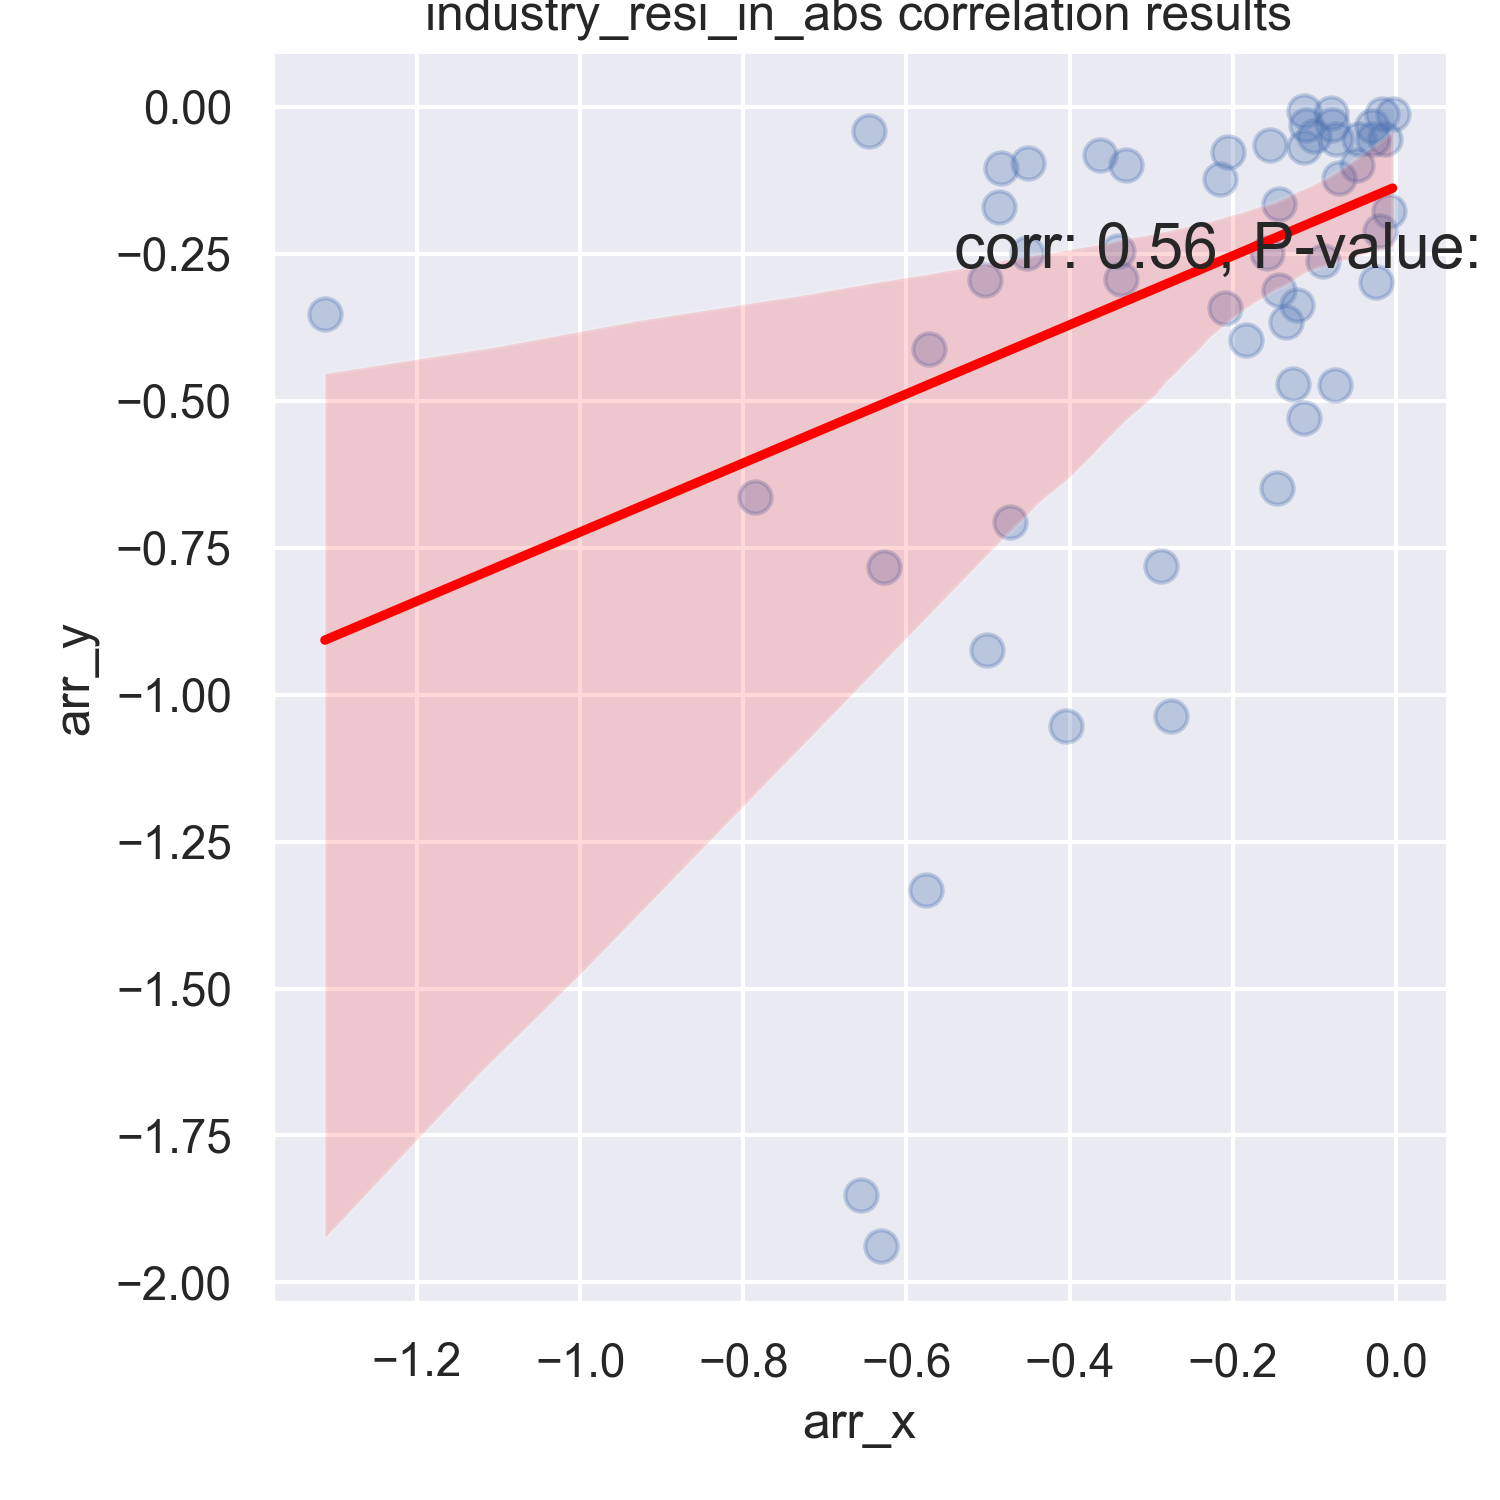 industry_resi_in_abs correlation results
0.00
−0.25
−0.50
−0.75
−1.00
−1.25
−1.50
−1.75
−2.00
corr: 0.56, P-value:
arr_y
−1.2 −1.0 −0.8 −0.6 −0.4 −0.2 0.0
arr_x